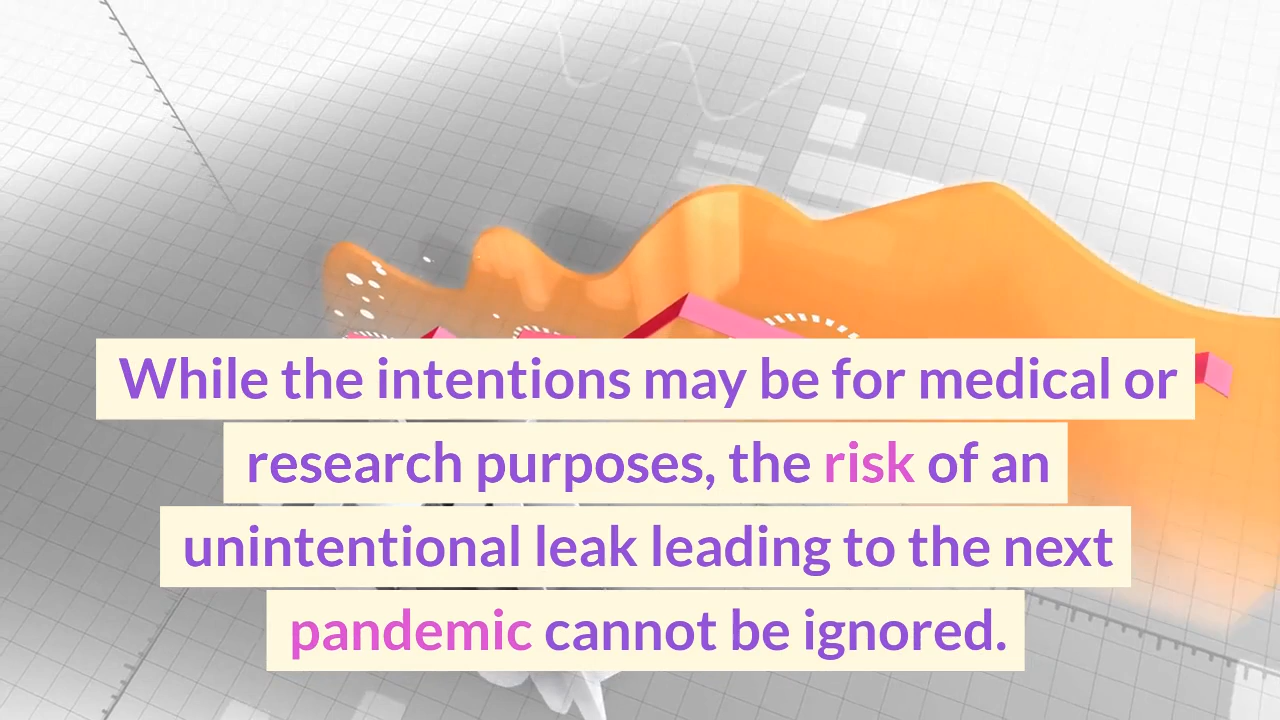 While the intentions may be for medical or
research purposes, the risk of an
unintentional leak leading to the next
pandemic cannot be ignored.